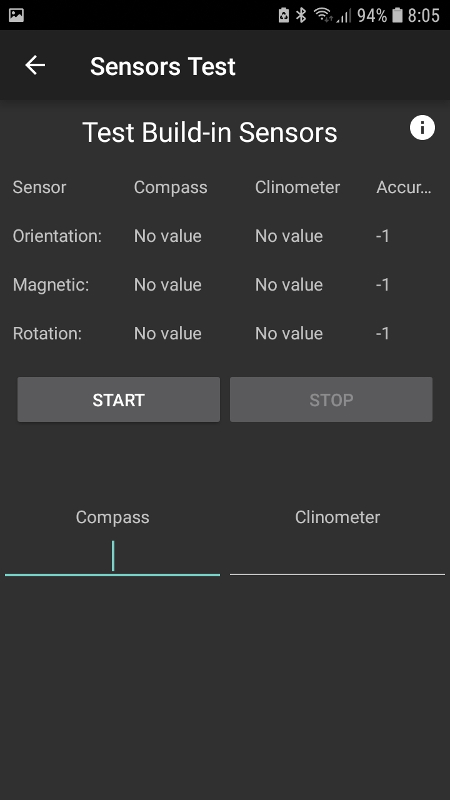 94% 8:05
Sensors Test
Test Build-in Sensors
Sensor Compass Clinometer Accur...
Orientation: No value No value -1
Magnetic: No value No value -1
Rotation: No value No value -1
START STOP
Compass Clinometer